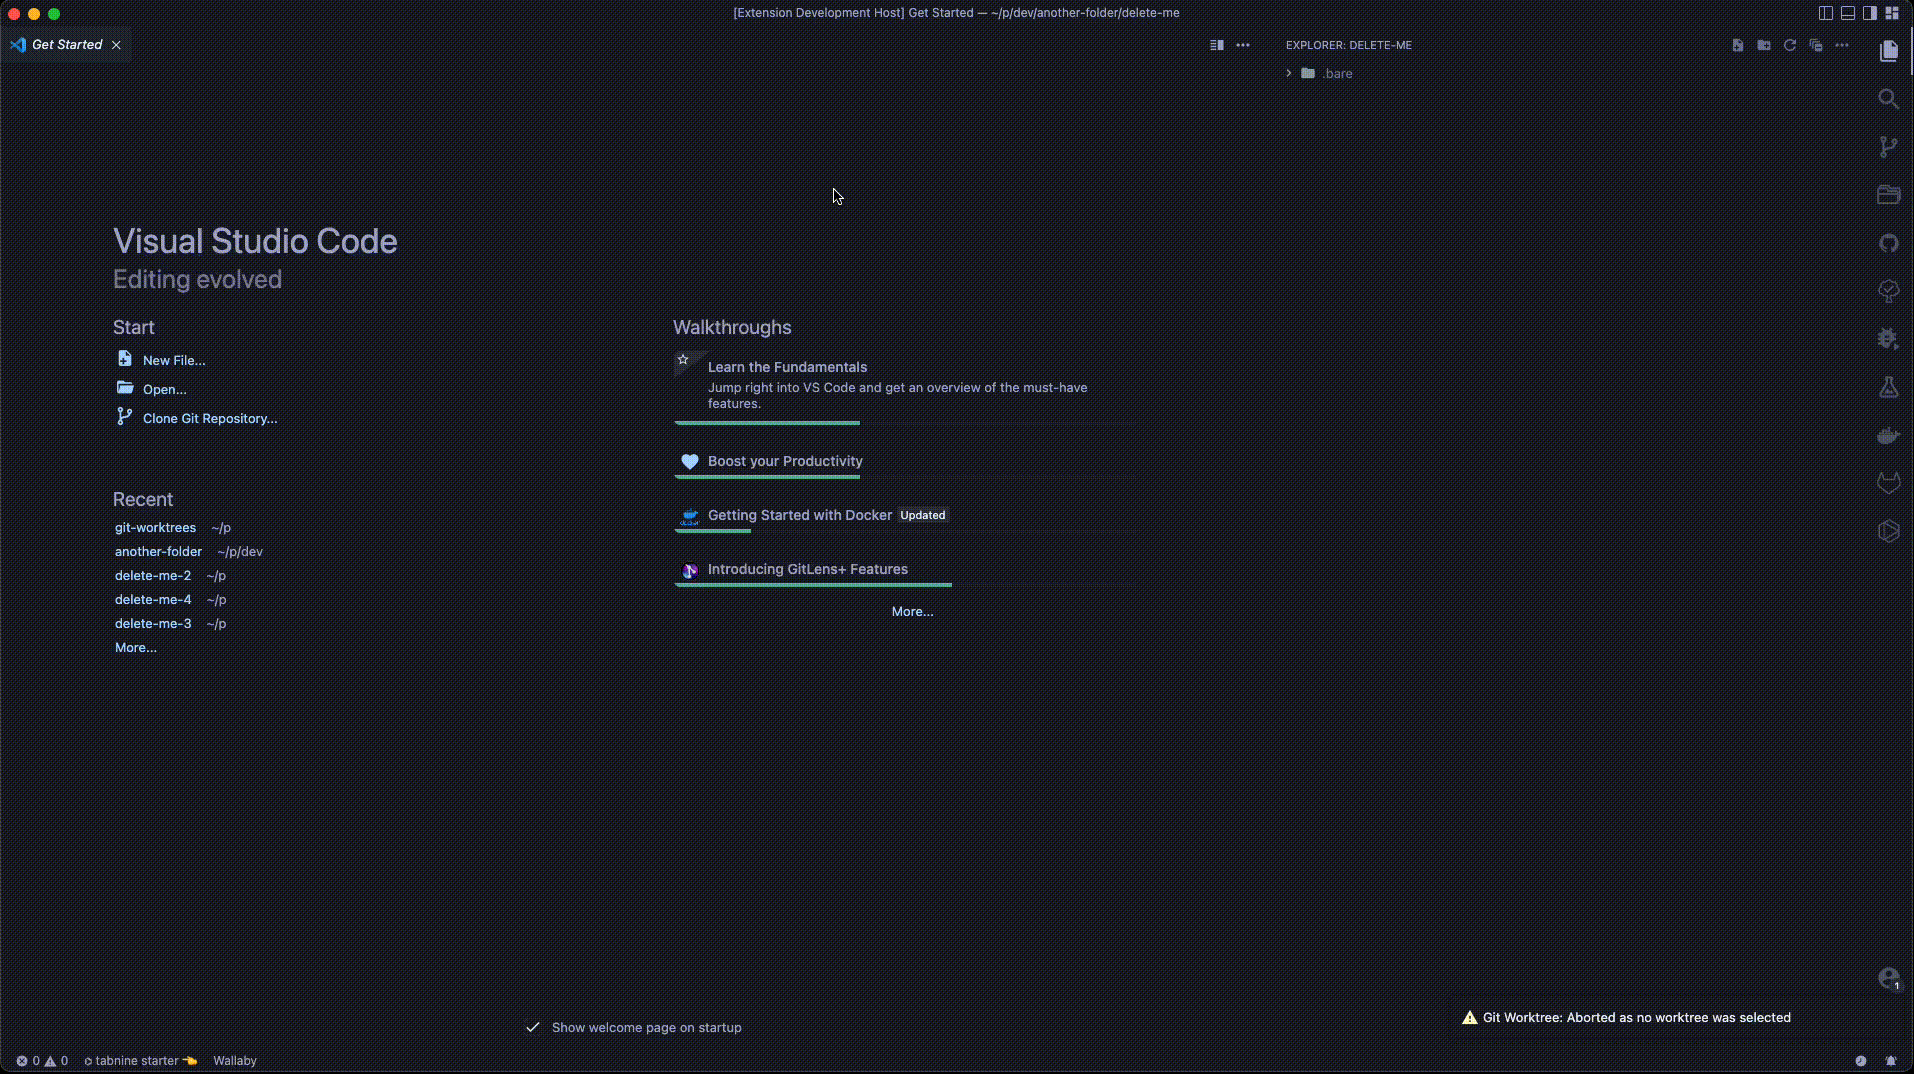 [Extension Development Host] Get Started — ~/p/dev/another-folder/delete-me
Get Started
EXPLORER: DELETE-ME
.bare
Visual Studio Code
Editing evolved
Start
New File...
Open...
Clone Git Repository...
Recent
git-worktrees ~/p
another-folder ~/p/dev
delete-me-2 ~/p
delete-me-4 ~/p
delete-me-3 ~/p
More...
Walkthroughs
Learn the Fundamentals
Jump right into VS Code and get an overview of the must-have
features.
Boost your Productivity
Getting Started with Docker Updated
Introducing GitLens+ Features
More...
1
Git Worktree: Aborted as no worktree was selected
Show welcome page on startup
0 0 tabnine starter Wallaby